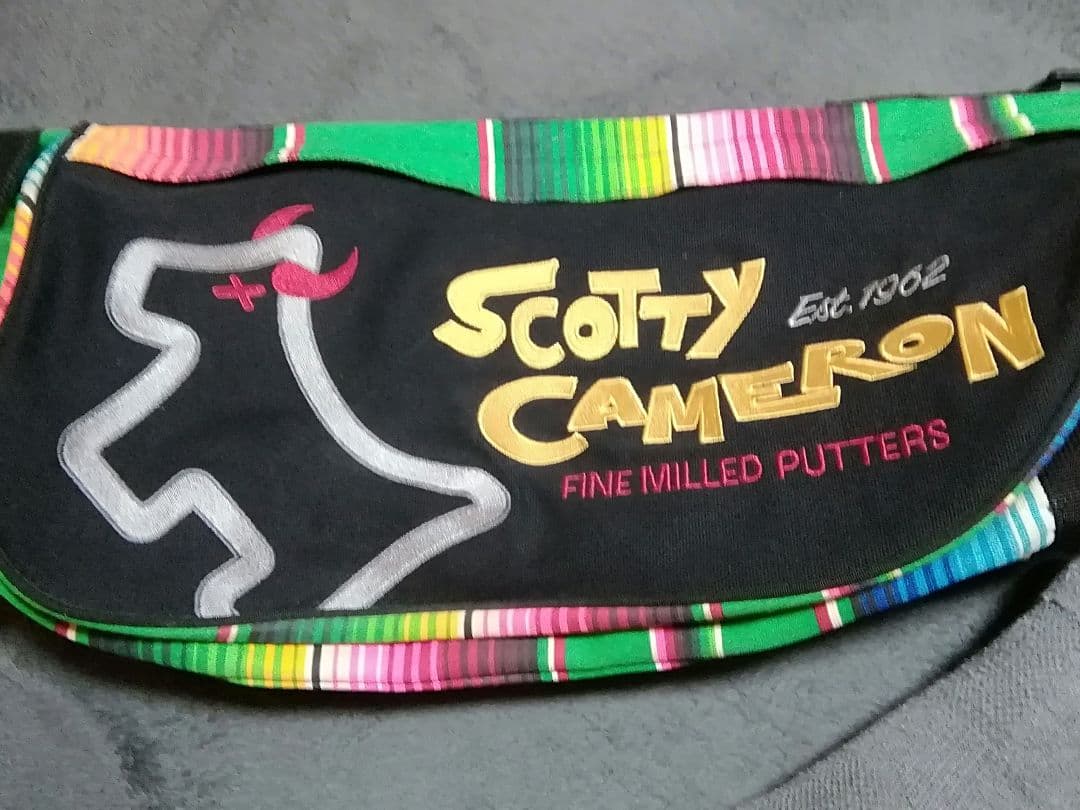 SCOTTY
Est. 1962
CAMERON
FINE MILLED PUTTERS